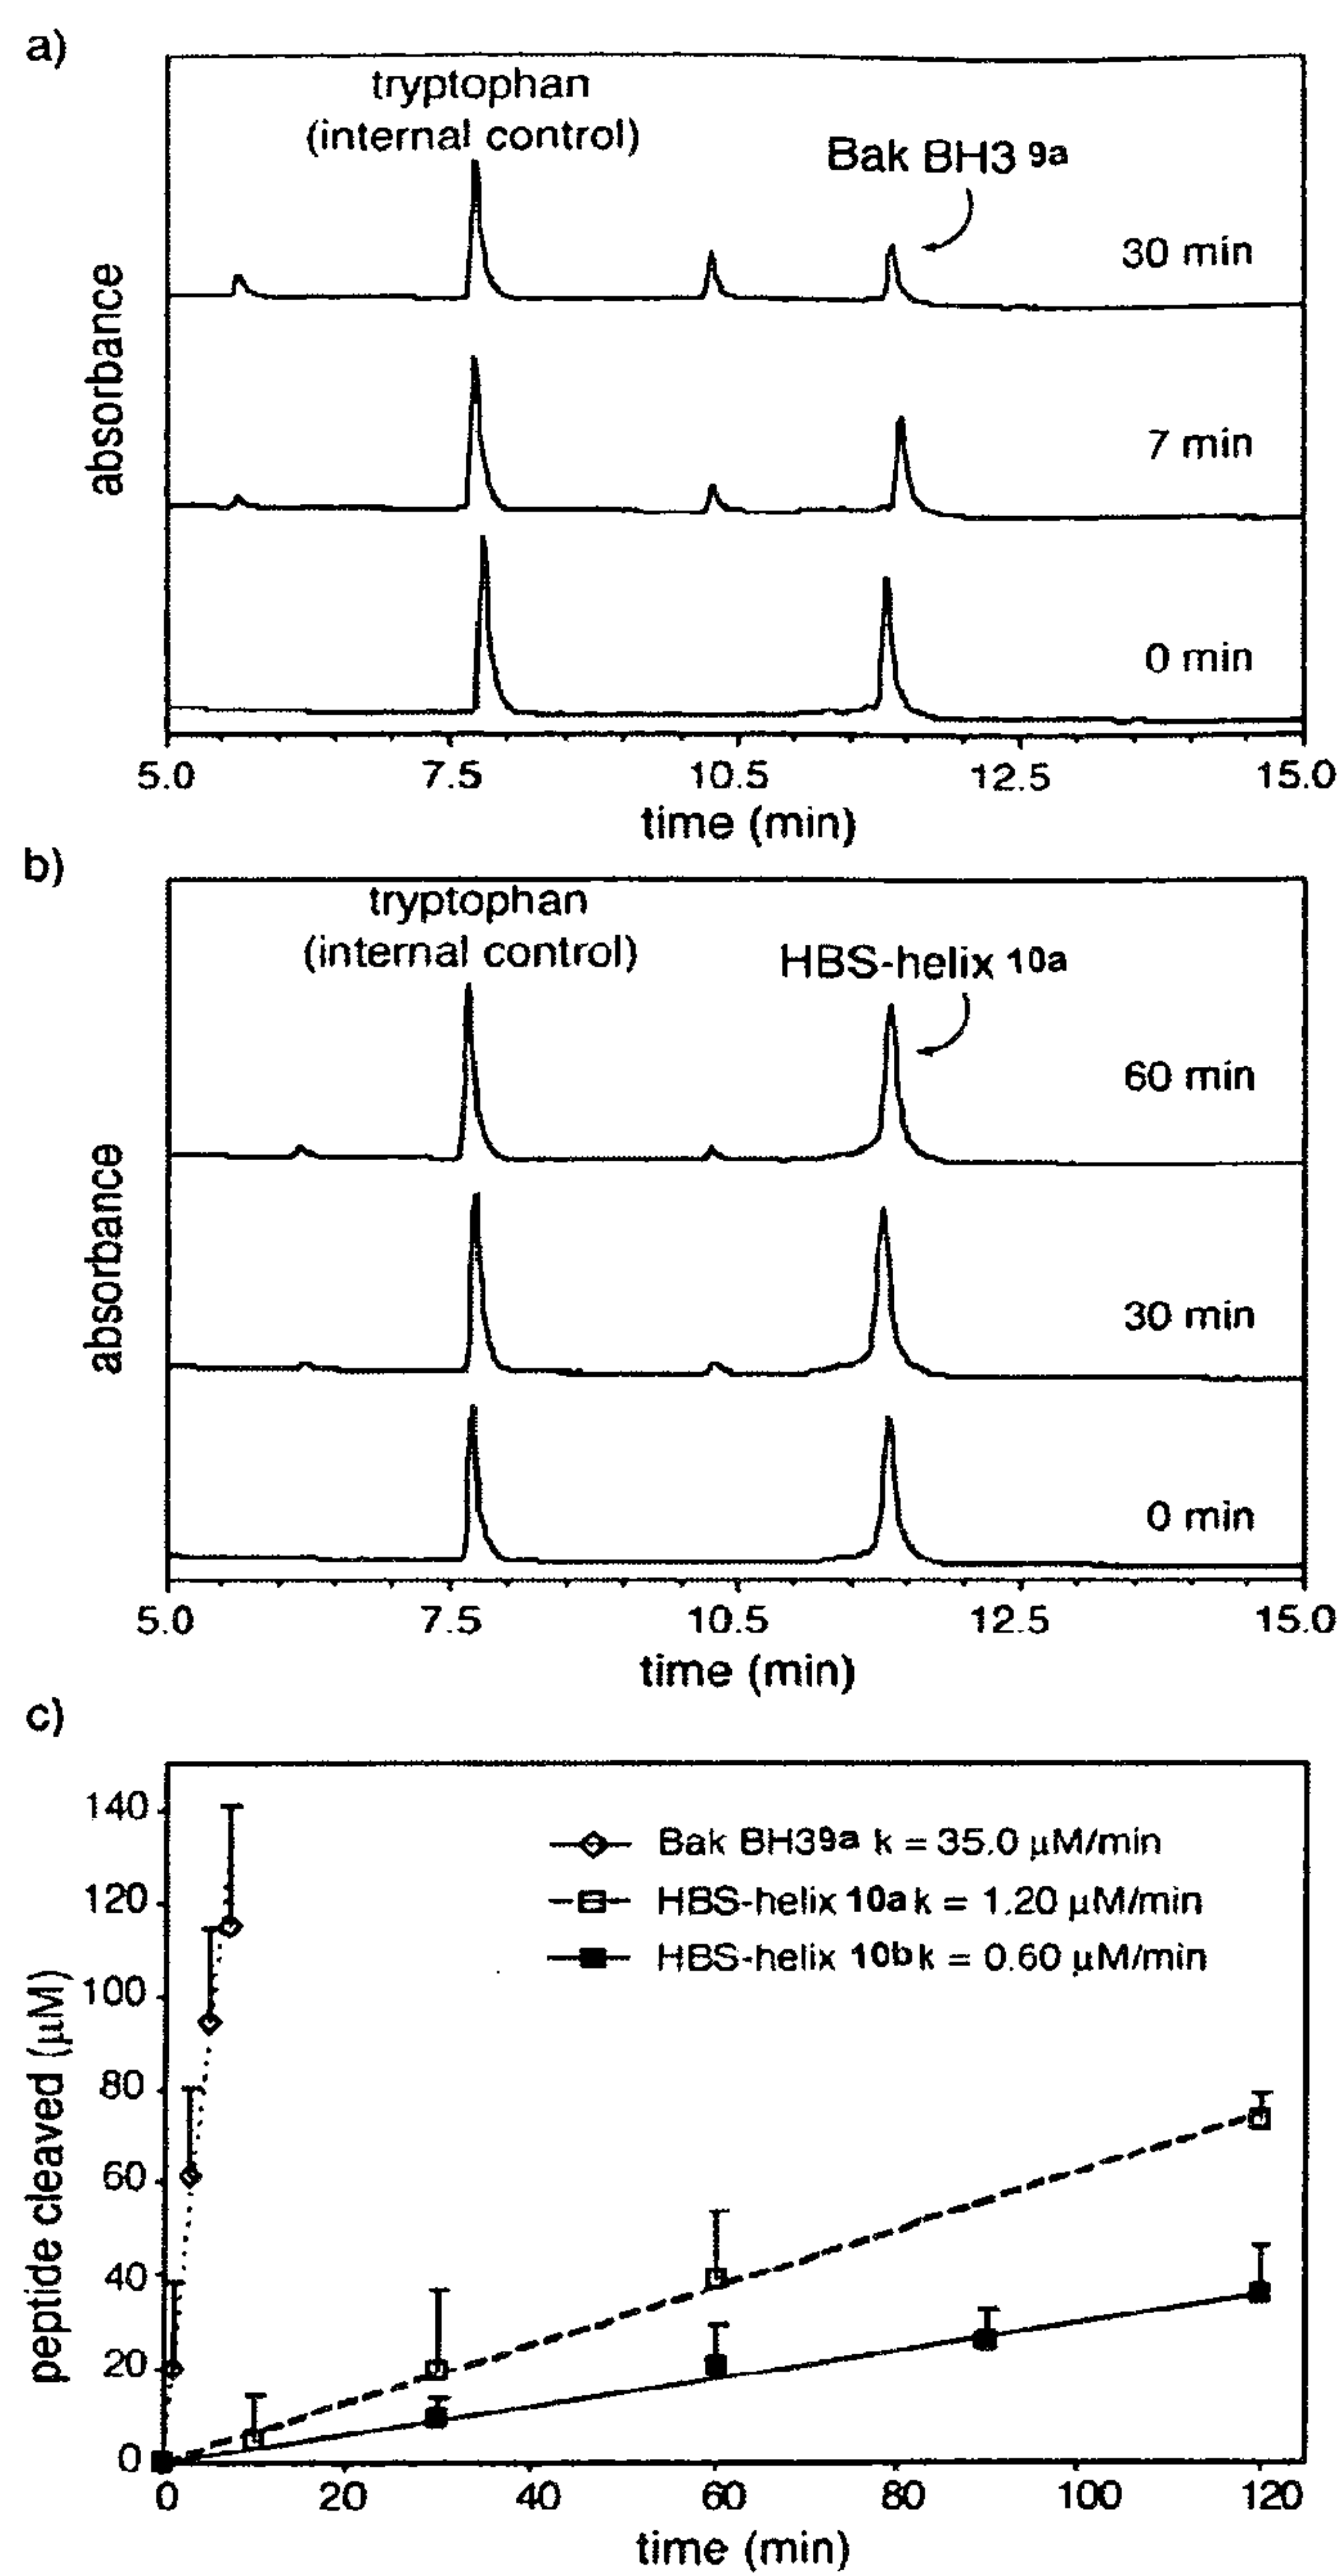 a)
tryptophan
(internal control)
Bak BH3 9a
30 min
7 min
0 min
absorbance
5.0 7.5 10.5 12.5 15.0
time (min)
b)
tryptophan
(internal control)
HBS-helix 10a
60 min
30 min
0 min
absorbance
5.0 7.5 10.5 12.5 15.0
time (min)
c)
140
120
100
80
60
40
20
0
peptide cleaved (μM)
Bak BH39a k = 35.0 μM/min
HBS-helix 10a k = 1.20 μM/min
HBS-helix 10b k = 0.60 μM/min
0 20 40 60 80 100 120
time (min)